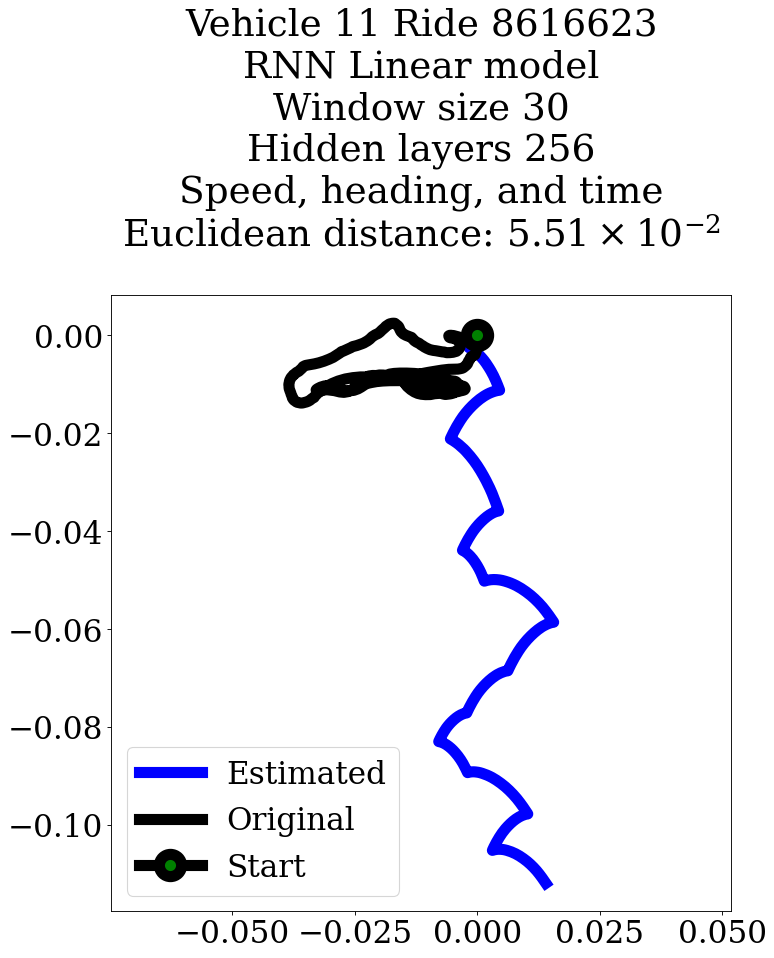 Vehicle 11 Ride 8616623
RNN Linear model
Window size 30
Hidden layers 256
Speed, heading, and time
Euclidean distance: 5.51 × 10⁻²
0.00
−0.02
−0.04
−0.06
−0.08
−0.10
Estimated
Original
Start
−0.050 −0.025 0.000 0.025 0.050